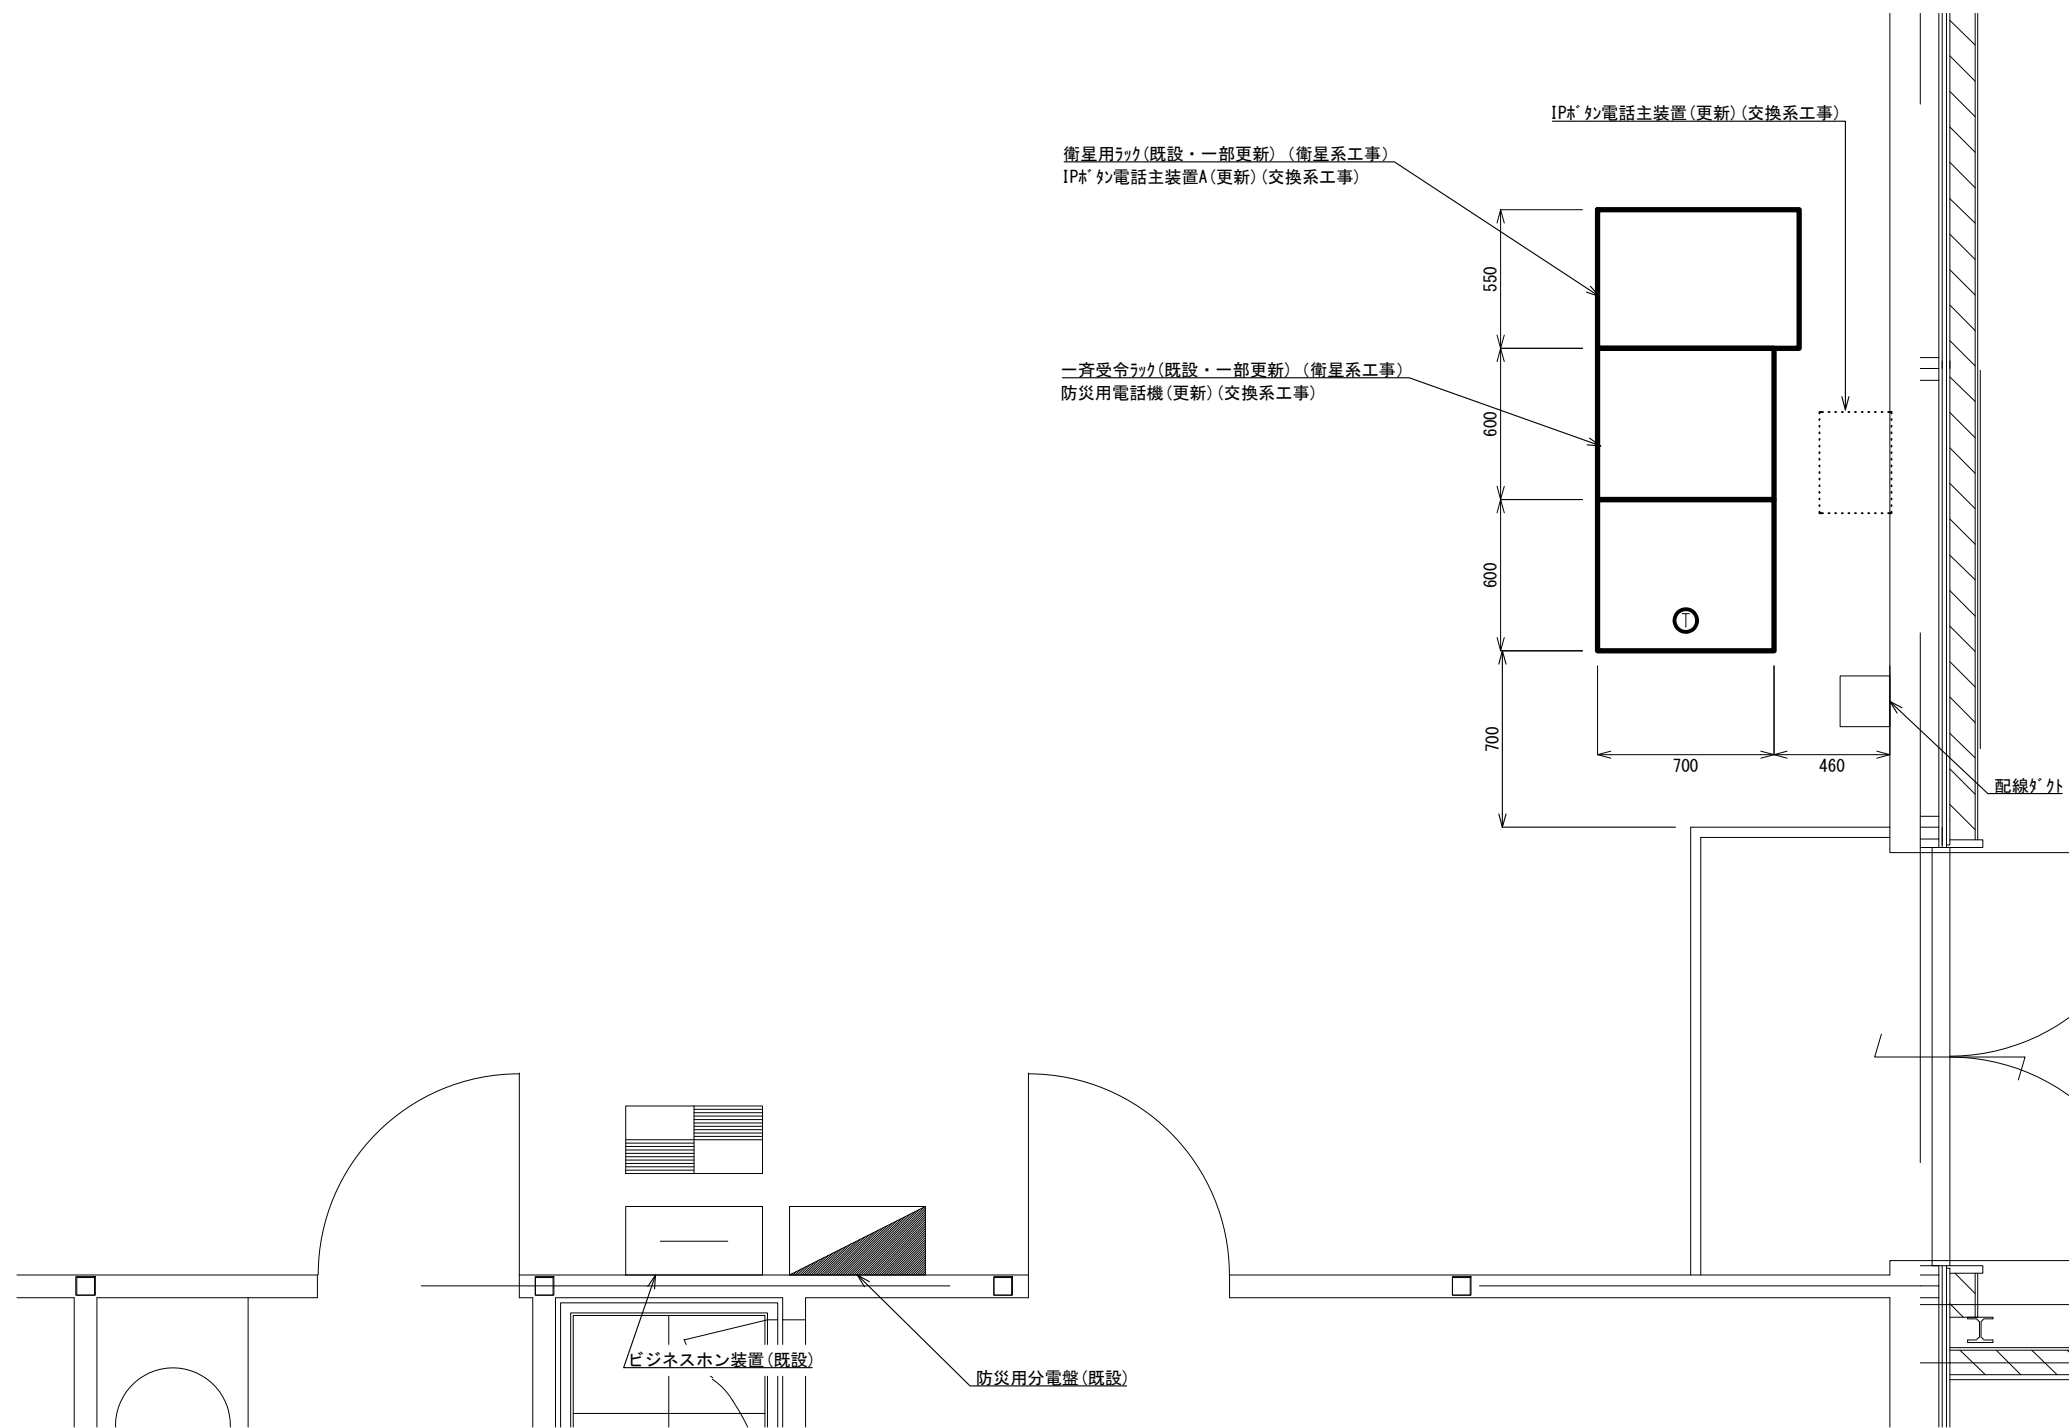 IPﾎﾞﾀﾝ電話主装置(更新)(交換系工事)
衛星用ﾗｯｸ(既設・一部更新)（衛星系工事）
IPﾎﾞﾀﾝ電話主装置A(更新)(交換系工事)
550
一斉受令ﾗｯｸ(既設・一部更新)（衛星系工事）
防災用電話機(更新)(交換系工事)
600
600
T
700
700
460
配線ﾀﾞｸﾄ
ビジネスホン装置(既設)
防災用分電盤(既設)